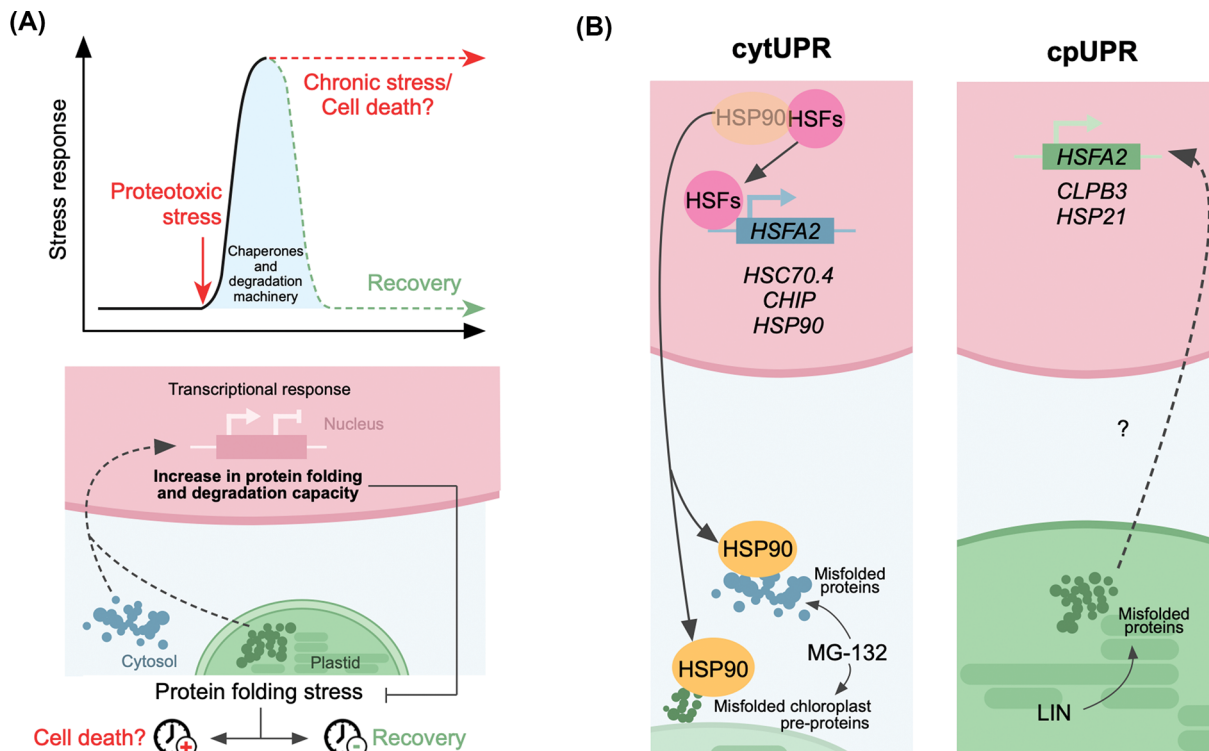 (A)
Stress response
Proteotoxic
stress
Chronic stress/
Cell death?
Chaperones and
degradation
machinery
Recovery
Transcriptional response
Nucleus
Increase in protein folding
and degradation capacity
Cytosol
Plastid
Protein folding stress
Cell death?
+
-
Recovery
(B)
cytUPR
HSP90
HSFs
HSFs
HSFA2
HSC70.4
CHIP
HSP90
HSP90
Misfolded
proteins
MG-132
HSP90
Misfolded chloroplast
pre-proteins
cpUPR
HSFA2
CLPB3
HSP21
?
Misfolded
proteins
LIN